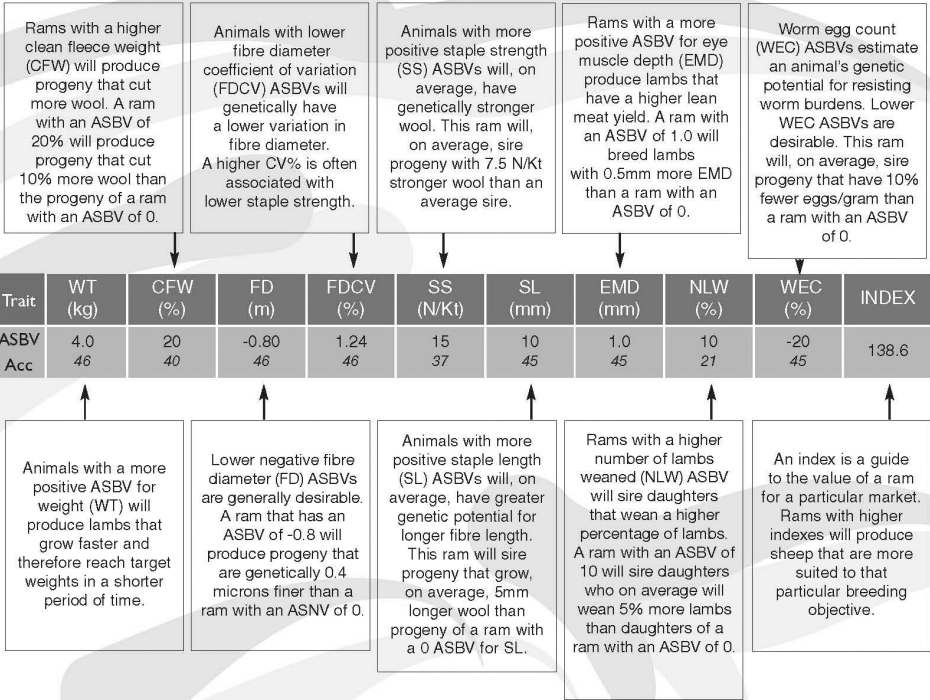 Rams with a higher
clean fleece weight
(CFW) will produce
progeny that cut
more wool. A ram
with an ASBV of
20% will produce
progeny that cut
10% more wool than
the progeny of a ram
with an ASBV of 0.
Animals with lower
fibre diameter
coefficient of variation
(FDCV) ASBVs will
genetically have
a lower variation in
fibre diameter.
A higher CV% is often
associated with
lower staple strength.
Animals with more
positive staple strength
(SS) ASBVs will, on
average, have
genetically stronger
wool. This ram will,
on average, sire
progeny with 7.5 N/Kt
stronger wool than an
average sire.
Rams with a more
positive ASBV for eye
muscle depth (EMD)
produce lambs that
have a higher lean
meat yield. A ram with
an ASBV of 1.0 will
breed lambs
with 0.5mm more EMD
than a ram with an
ASBV of 0.
Worm egg count
(WEC) ASBVs estimate
an animal's genetic
potential for resisting
worm burdens. Lower
WEC ASBVs are
desirable. This ram
will, on average, sire
progeny that have 10%
fewer eggs/gram than
a ram with an ASBV
of 0.
Trait WT (kg) CFW (%) FD (m) FDCV (%) SS (N/Kt) SL (mm) EMD (mm) NLW (%) WEC (%) INDEX
ASBV 4.0 20 -0.80 1.24 15 10 1.0 10 -20 138.6
Acc 46 40 46 46 37 45 45 21 45
Animals with a more
positive ASBV for
weight (WT) will
produce lambs that
grow faster and
therefore reach target
weights in a shorter
period of time.
Lower negative fibre
diameter (FD) ASBVs
are generally desirable.
A ram that has an
ASBV of -0.8 will
produce progeny that
are genetically 0.4
microns finer than a
ram with an ASNV of 0.
Animals with more
positive staple length
(SL) ASBVs will, on
average, have greater
genetic potential for
longer fibre length.
This ram will sire
progeny that grow,
on average, 5mm
longer wool than
progeny of a ram with
a 0 ASBV for SL.
Rams with a higher
number of lambs
weaned (NLW) ASBV
will sire daughters
that wean a higher
percentage of lambs.
A ram with an ASBV of
10 will sire daughters
who on average will
wean 5% more lambs
than daughters of a
ram with an ASBV of 0.
An index is a guide
to the value of a ram
for a particular market.
Rams with higher
indexes will produce
sheep that are more
suited to that
particular breeding
objective.